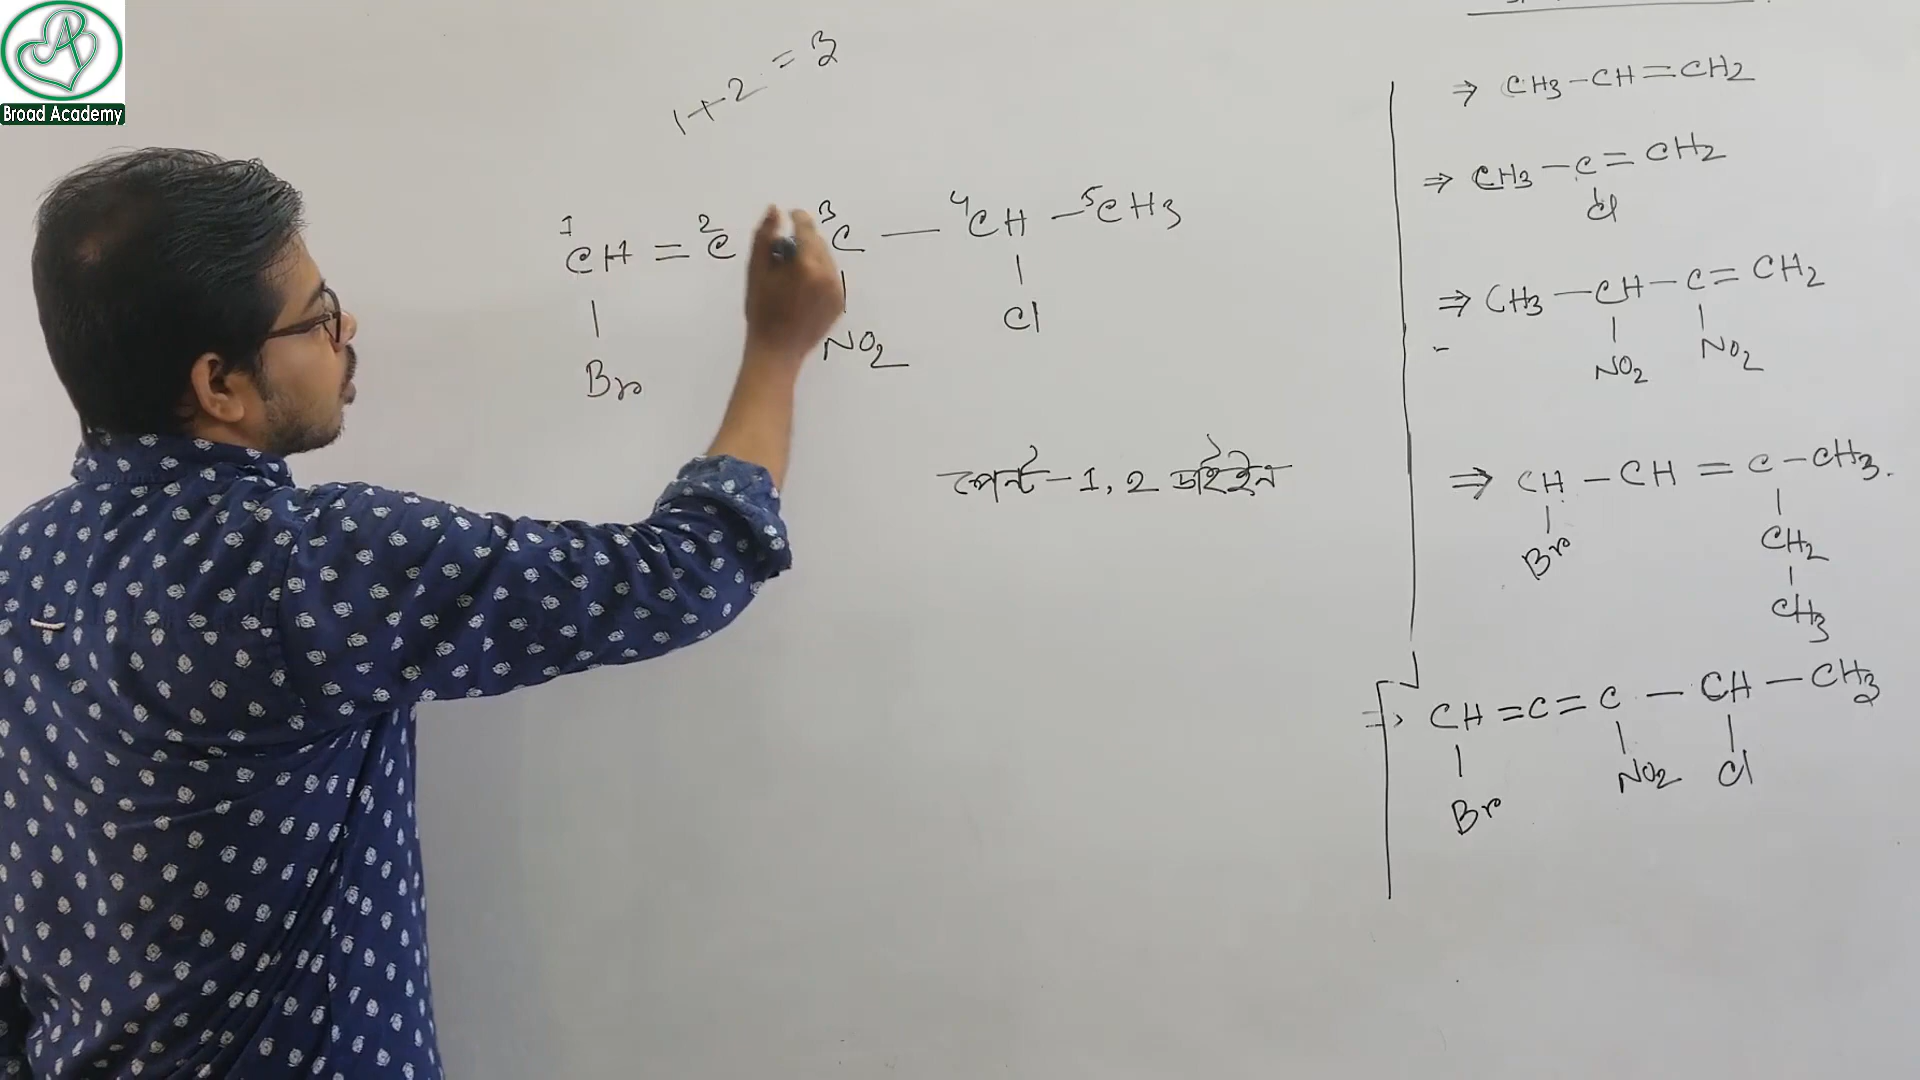 Broad Academy
1+2 = 3
1CH = 2C 3C — 4CH — 5CH3
Br NO2 Cl
পেন্ট-1, 2 ডাইইন
⇒ CH3-CH=CH2
⇒ CH3-C=CH2
Cl
⇒ CH3-CH-C=CH2
NO2 NO2
⇒ CH-CH=C-CH3.
Br CH2
CH3
⇒ CH=C=C-CH-CH3
Br NO2 Cl